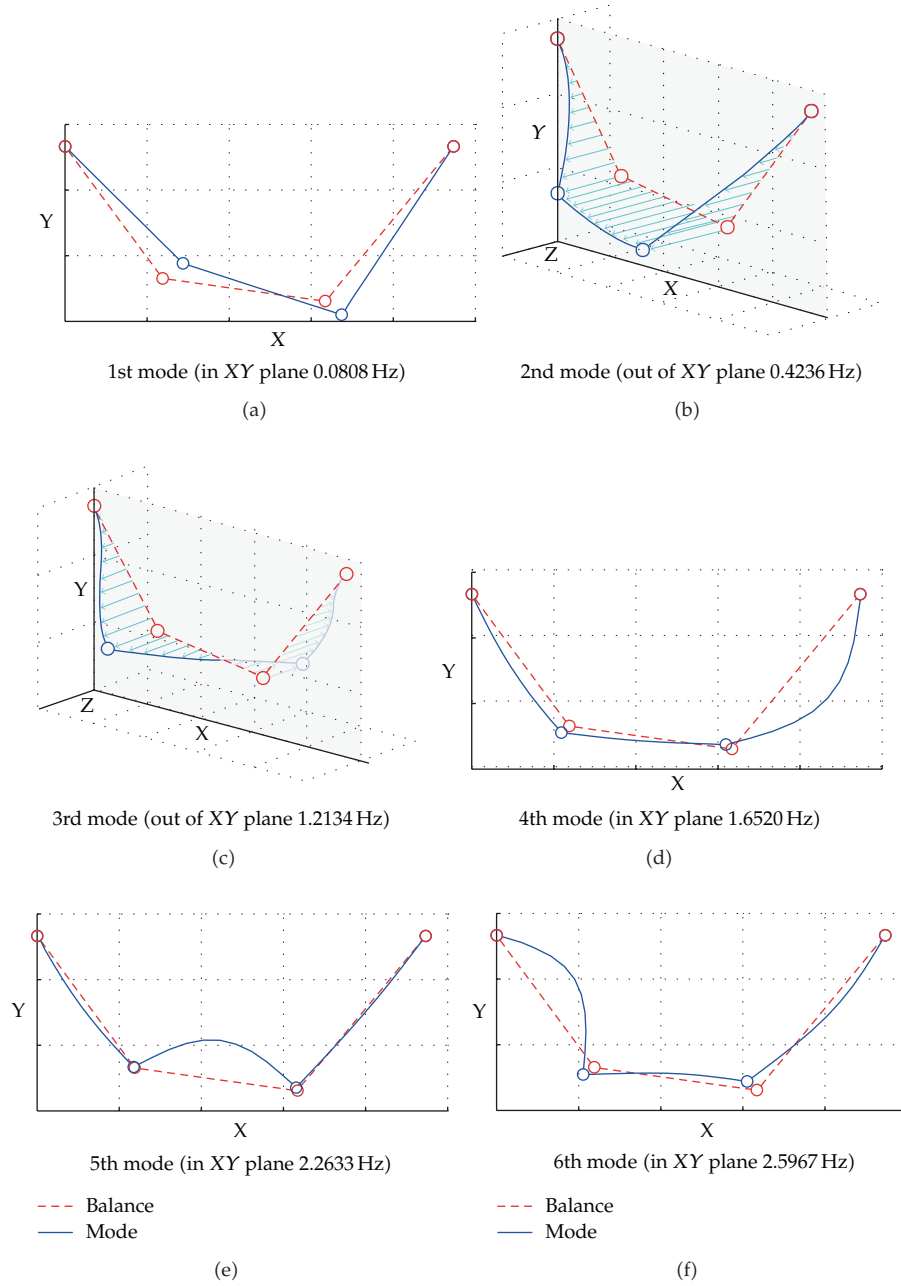 Y
X
1st mode (in XY plane 0.0808 Hz)
(a)
Y
Z
X
2nd mode (out of XY plane 0.4236 Hz)
(b)
Y
Z
X
3rd mode (out of XY plane 1.2134 Hz)
(c)
Y
X
4th mode (in XY plane 1.6520 Hz)
(d)
Y
X
5th mode (in XY plane 2.2633 Hz)
Balance
Mode
(e)
Y
X
6th mode (in XY plane 2.5967 Hz)
Balance
Mode
(f)